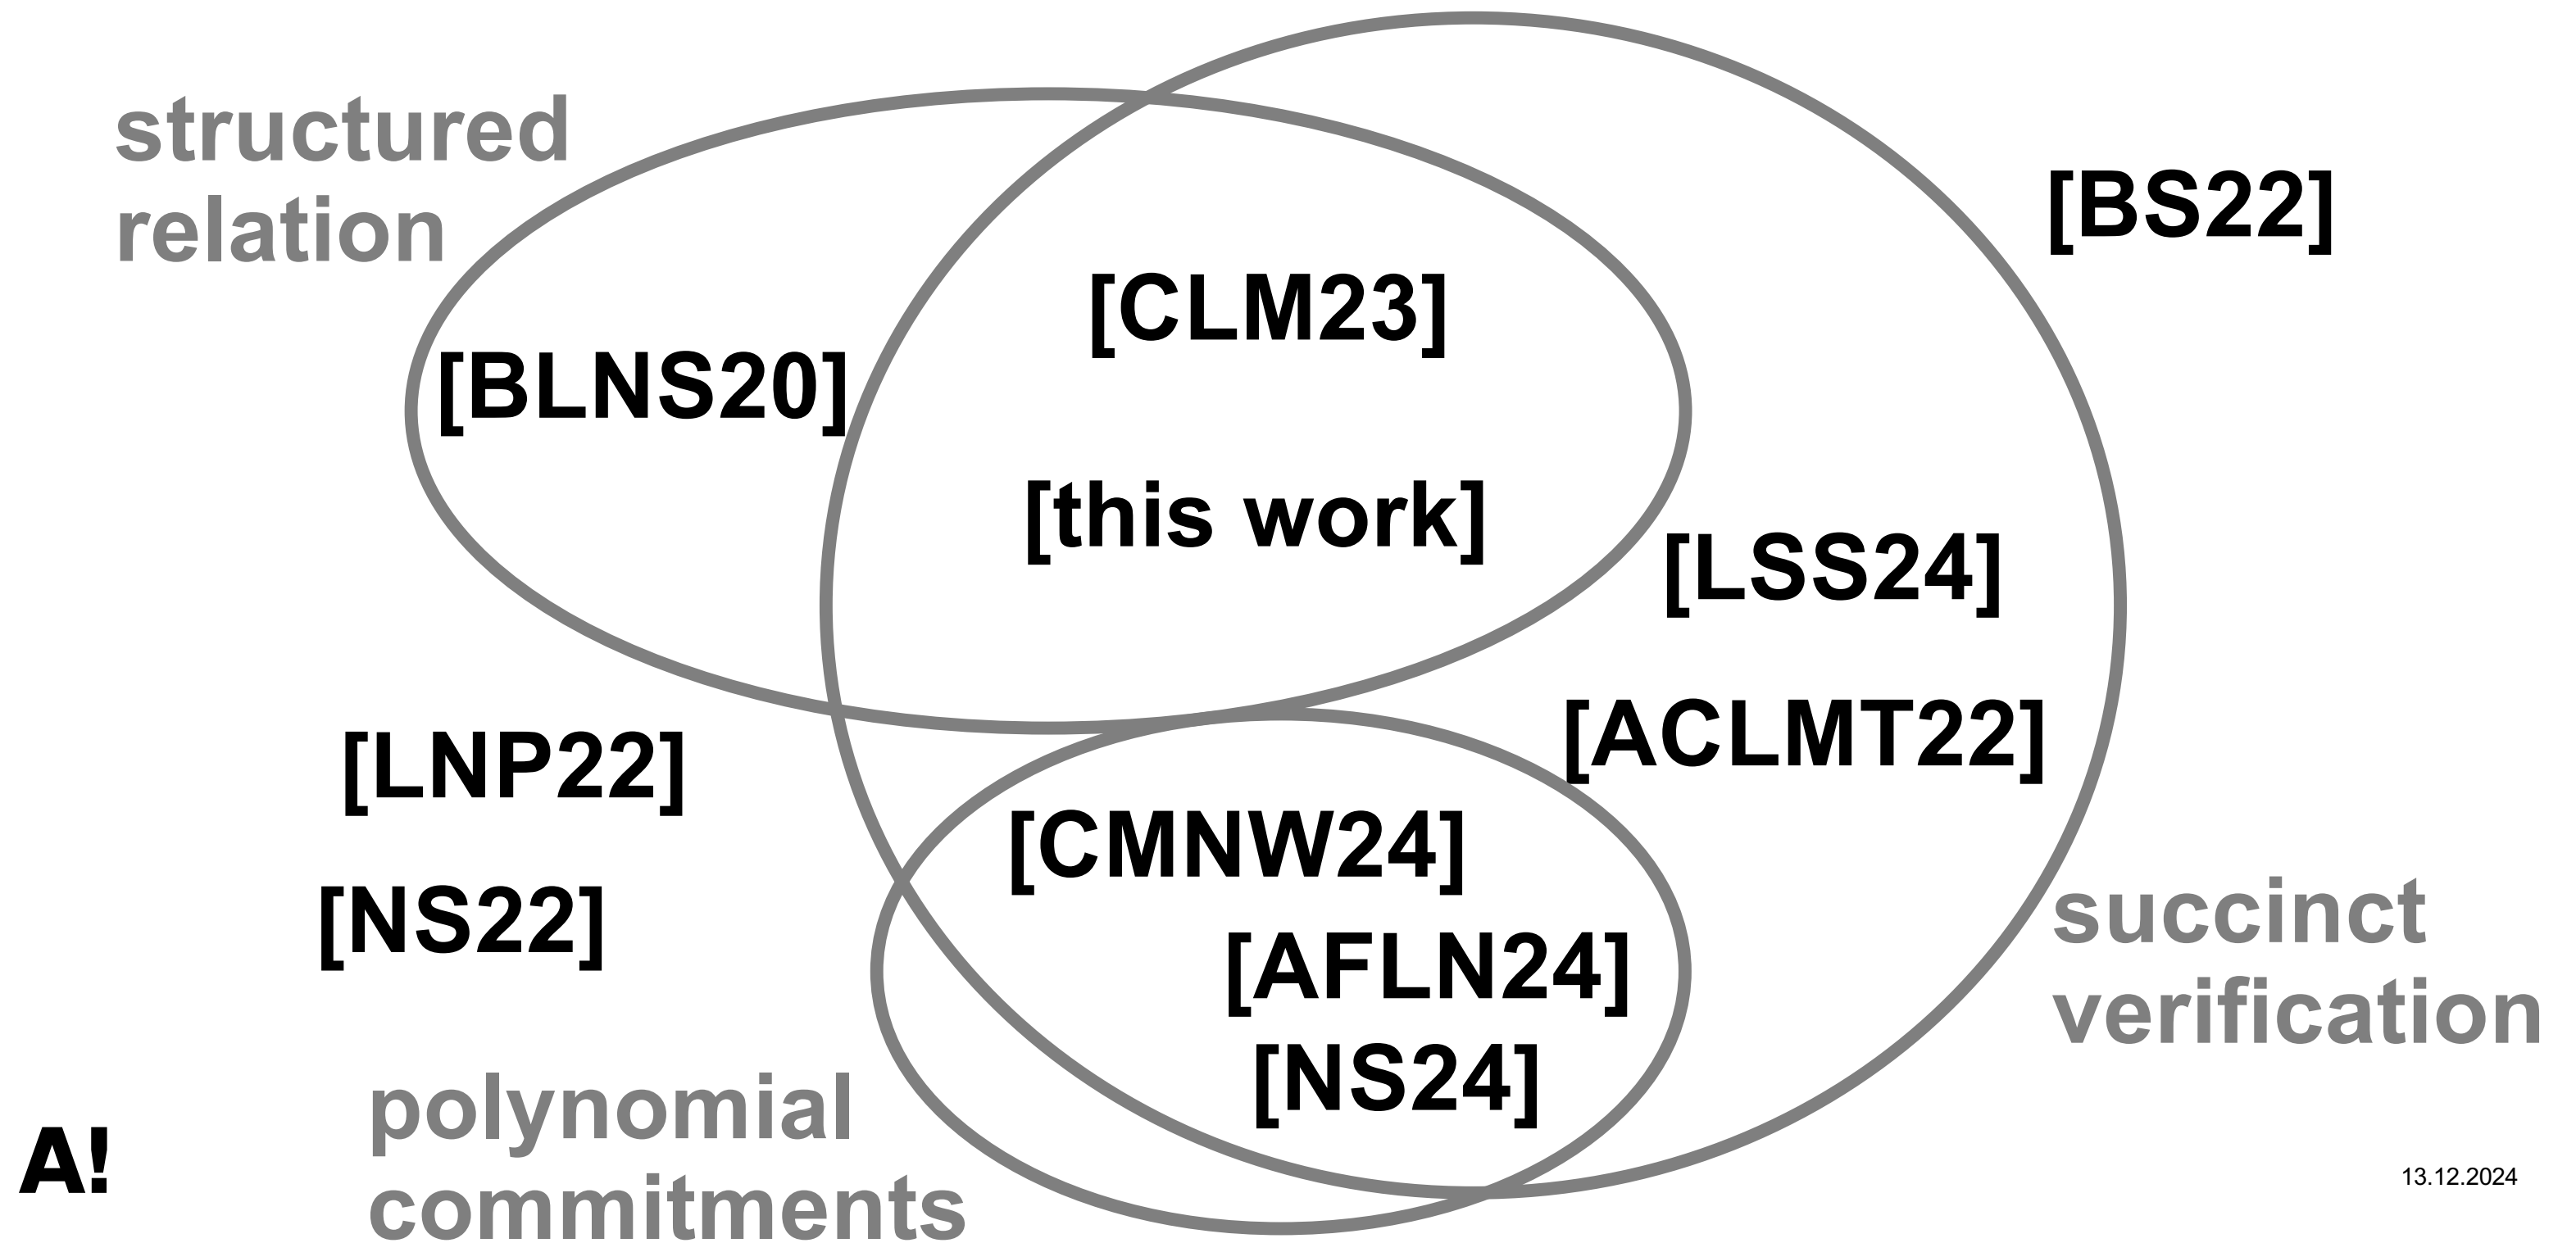 structured
relation
[BS22]
[CLM23]
[BLNS20]
[this work]
[LSS24]
[ACLMT22]
[LNP22]
[CMNW24]
[NS22]
[AFLN24]
succinct
verification
[NS24]
polynomial
commitments
A!
13.12.2024